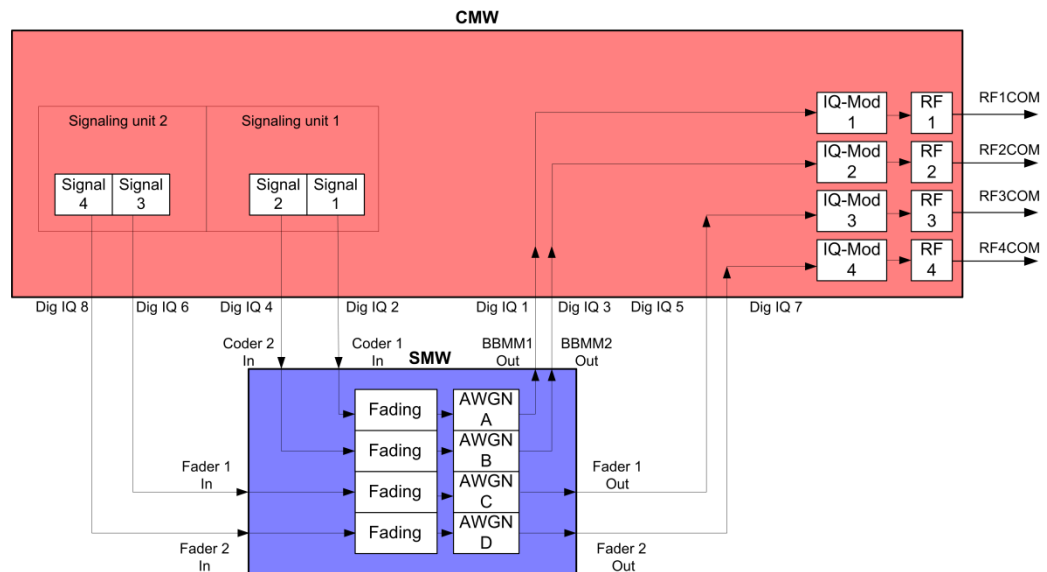 CMW
Signaling unit 2
Signaling unit 1
Signal
4
Signal
3
Signal
2
Signal
1
IQ-Mod
1
RF
1
RF1COM
IQ-Mod
2
RF
2
RF2COM
IQ-Mod
3
RF
3
RF3COM
IQ-Mod
4
RF
4
RF4COM
Dig IQ 8
Dig IQ 6
Dig IQ 4
Dig IQ 2
Dig IQ 1
Dig IQ 3
Dig IQ 5
Dig IQ 7
Coder 2
In
Coder 1
In
SMW
BBMM1
Out
BBMM2
Out
Fading
AWGN
A
Fading
AWGN
B
Fader 1
In
Fading
AWGN
C
Fader 1
Out
Fading
AWGN
D
Fader 2
In
Fader 2
Out